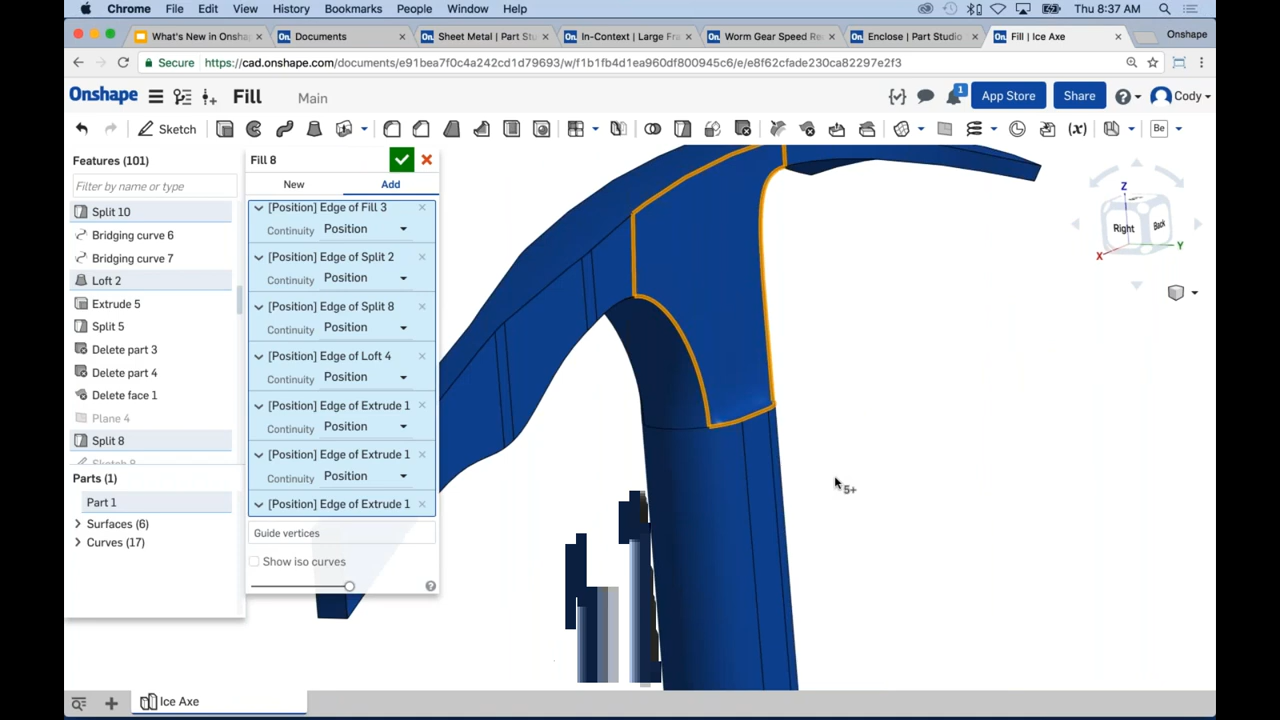 Chrome File Edit View History Bookmarks People Window Help Thu 8:37 AM
What's New in Onsha Documents Sheet Metal | Part Stu In-Context | Large Fra Worm Gear Speed Re Enclose | Part Studio Fill | Ice Axe Onshape
Secure https://cad.onshape.com/documents/e91bea7f0c4a242cd1d79693/w/f1b1fb4d1ea960df800945c6/e/e8f62cfade230ca82297e2f3
Onshape Fill Main 1 App Store Share Cody
Sketch (x) Be
Features (101)
Filter by name or type
Split 10
Bridging curve 6
Bridging curve 7
Loft 2
Extrude 5
Split 5
Delete part 3
Delete part 4
Delete face 1
Plane 4
Split 8
Parts (1)
Part 1
Surfaces (6)
Curves (17)
Fill 8
New Add
[Position] Edge of Fill 3
Continuity Position
[Position] Edge of Split 2
Continuity Position
[Position] Edge of Split 8
Continuity Position
[Position] Edge of Loft 4
Continuity Position
[Position] Edge of Extrude 1
Continuity Position
[Position] Edge of Extrude 1
Continuity Position
[Position] Edge of Extrude 1
Guide vertices
Show iso curves
5+
Z
Right Back
X Y
Ice Axe